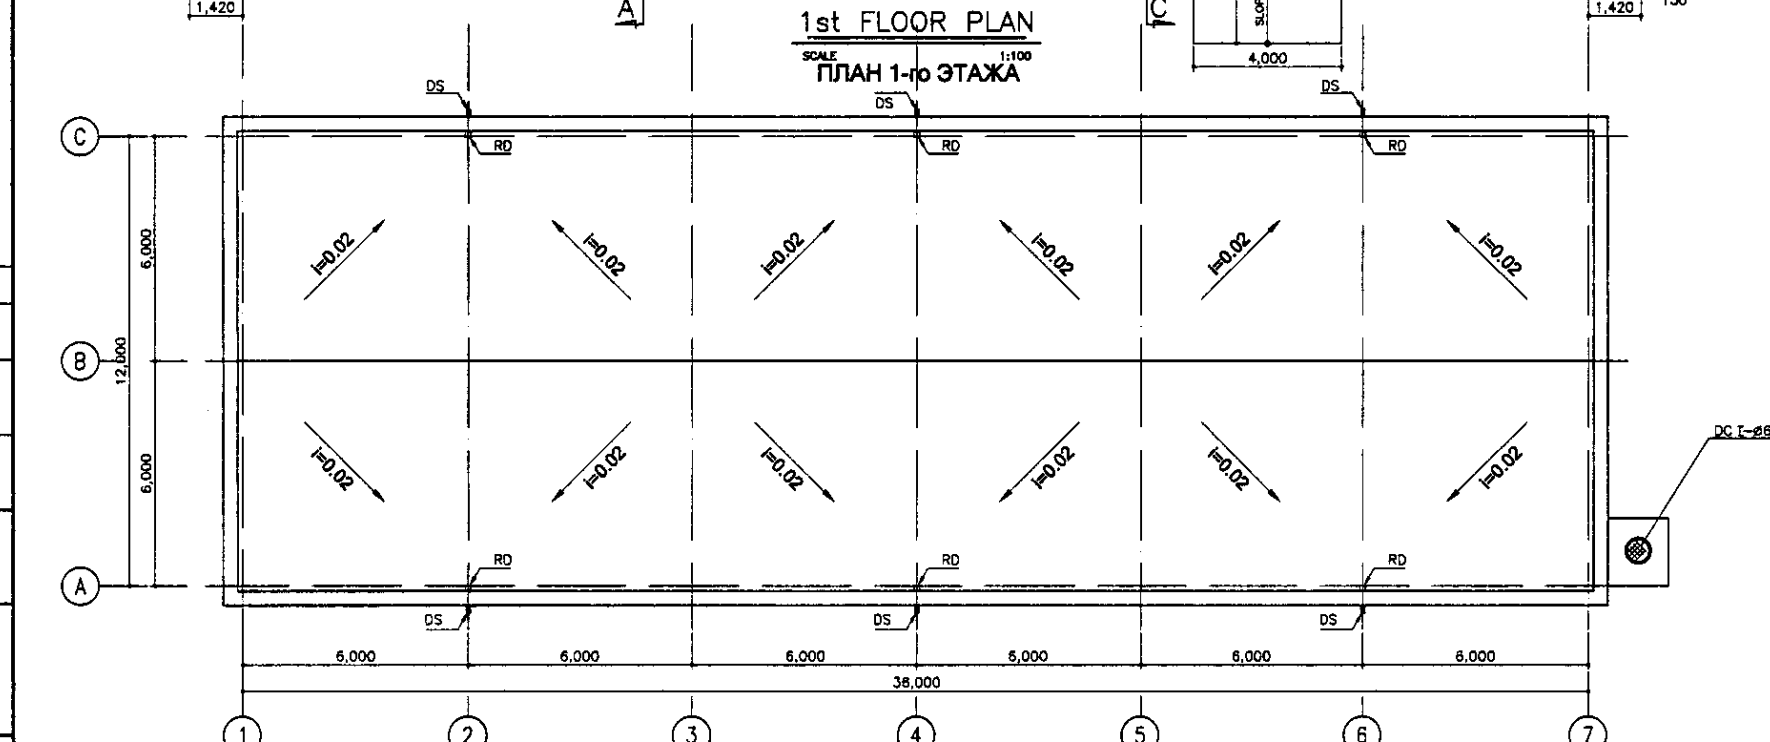 1,420
A
1st FLOOR PLAN
C
1,420
SCALE 1:100
4,000
ПЛАН 1-го ЭТАЖА
DS
DS
DS
C
RD
RD
RD
6,000
i=0.02
i=0.02
i=0.02
i=0.02
i=0.02
i=0.02
B
12,000
6,000
i=0.02
i=0.02
i=0.02
i=0.02
i=0.02
i=0.02
A
RD
RD
RD
DS
DS
DS
6,000
6,000
6,000
6,000
6,000
6,000
36,000
1
2
3
4
5
6
7